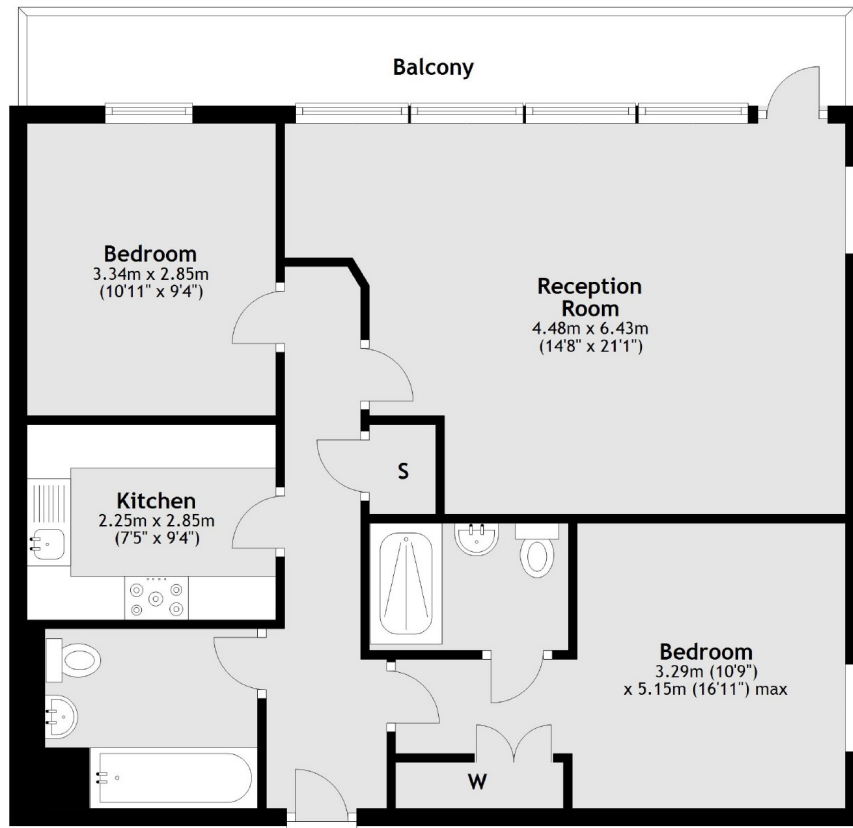 Balcony
Bedroom
3.34m x 2.85m
(10'11" x 9'4")
Reception
Room
4.48m x 6.43m
(14'8" x 21'1")
S
Kitchen
2.25m x 2.85m
(7'5" x 9'4")
Bedroom
3.29m (10'9")
x 5.15m (16'11") max
W